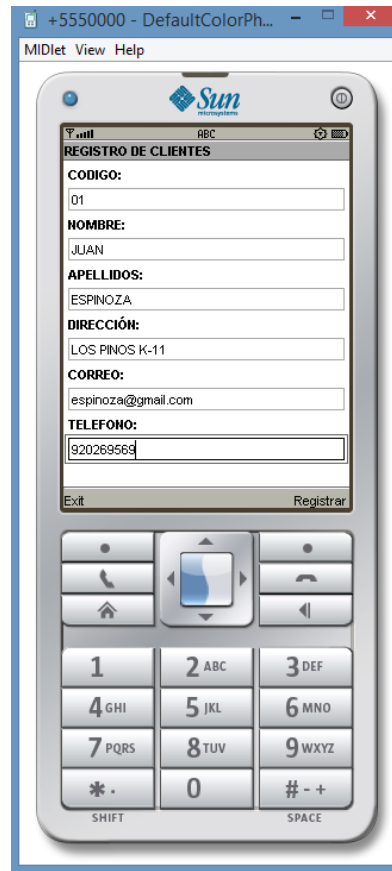 +5550000 - DefaultColorPh...
MIDlet View Help
Sun
microsystems
ABC
REGISTRO DE CLIENTES
CODIGO:
01
NOMBRE:
JUAN
APELLIDOS:
ESPINOZA
DIRECCIÓN:
LOS PINOS K-11
CORREO:
espinoza@gmail.com
TELEFONO:
920269569
Exit Registrar
1 2 ABC 3 DEF
4 GHI 5 JKL 6 MNO
7 PQRS 8 TUV 9 WXYZ
* . 0 # - +
SHIFT SPACE